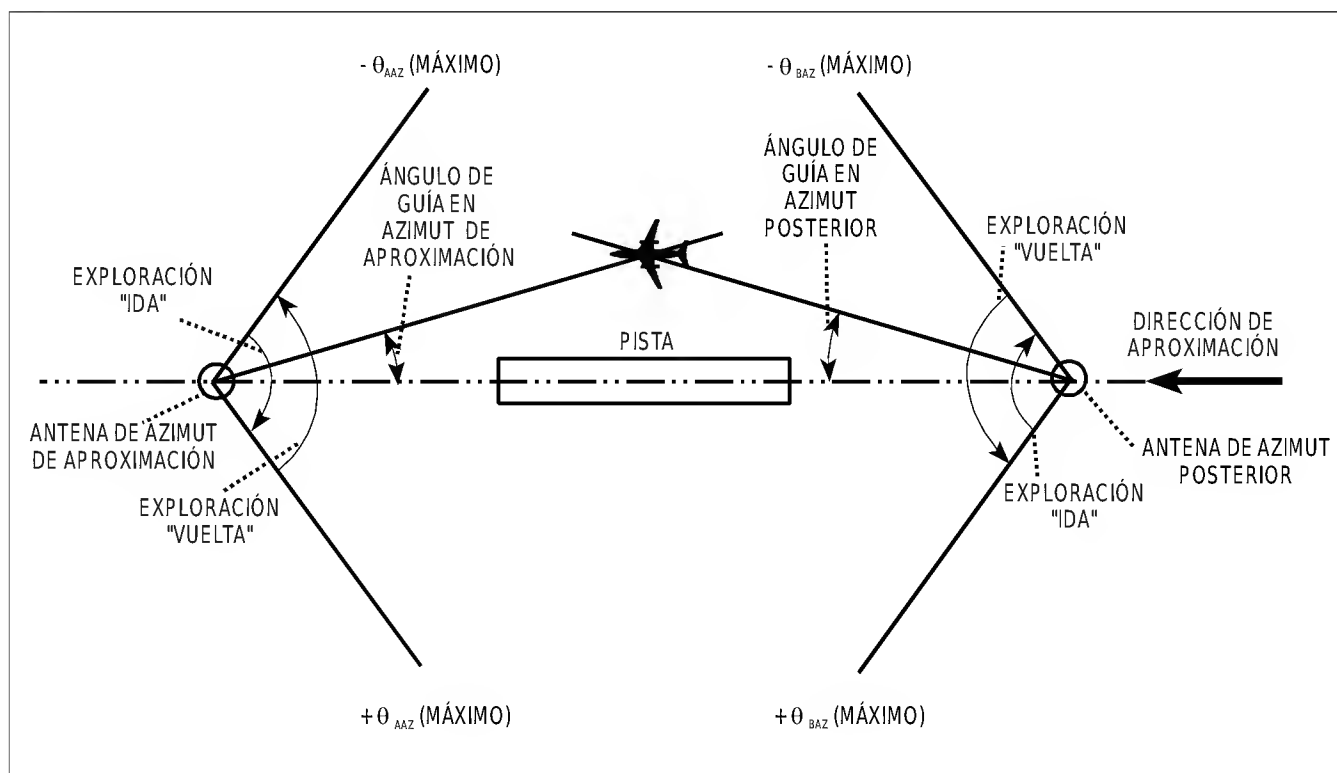 - θAAZ (MÁXIMO)
- θBAZ (MÁXIMO)
ÁNGULO DE
GUÍA EN
AZIMUT DE
APROXIMACIÓN
ÁNGULO DE
GUÍA EN
AZIMUT
POSTERIOR
EXPLORACIÓN
"IDA"
EXPLORACIÓN
"VUELTA"
PISTA
DIRECCIÓN DE
APROXIMACIÓN
ANTENA DE AZIMUT
DE APROXIMACIÓN
ANTENA DE AZIMUT
POSTERIOR
EXPLORACIÓN
"VUELTA"
EXPLORACIÓN
"IDA"
+θAAZ (MÁXIMO)
+θBAZ (MÁXIMO)